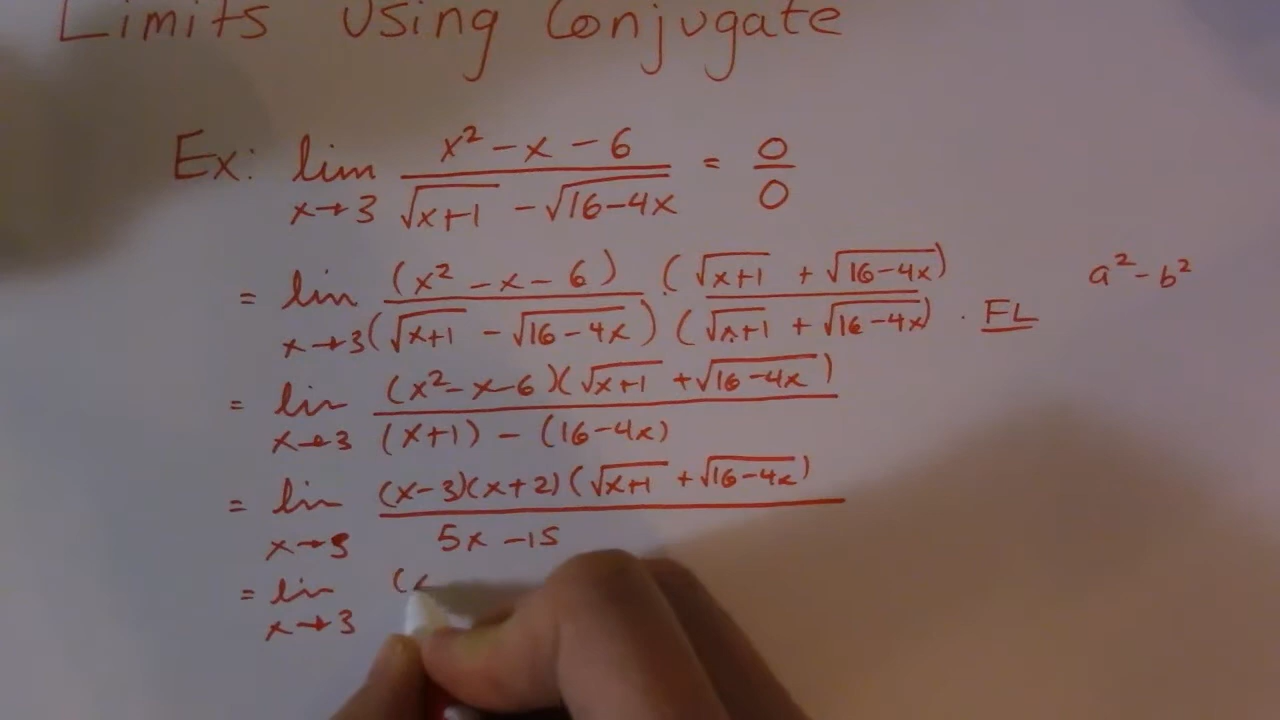 Limits Using Conjugate
Ex: lim x→3 (x² - x - 6)/(√(x+1) - √(16-4x)) = 0/0
= lim x→3 (x² - x - 6)/(√(x+1) - √(16-4x)) · (√(x+1) + √(16-4x))/(√(x+1) + √(16-4x)) . FL a² - b²
= lim x→3 (x² - x - 6)(√(x+1) + √(16-4x))/((x+1) - (16-4x))
= lim x→3 (x-3)(x+2)(√(x+1) + √(16-4x))/(5x - 15)
= lim x→3 (